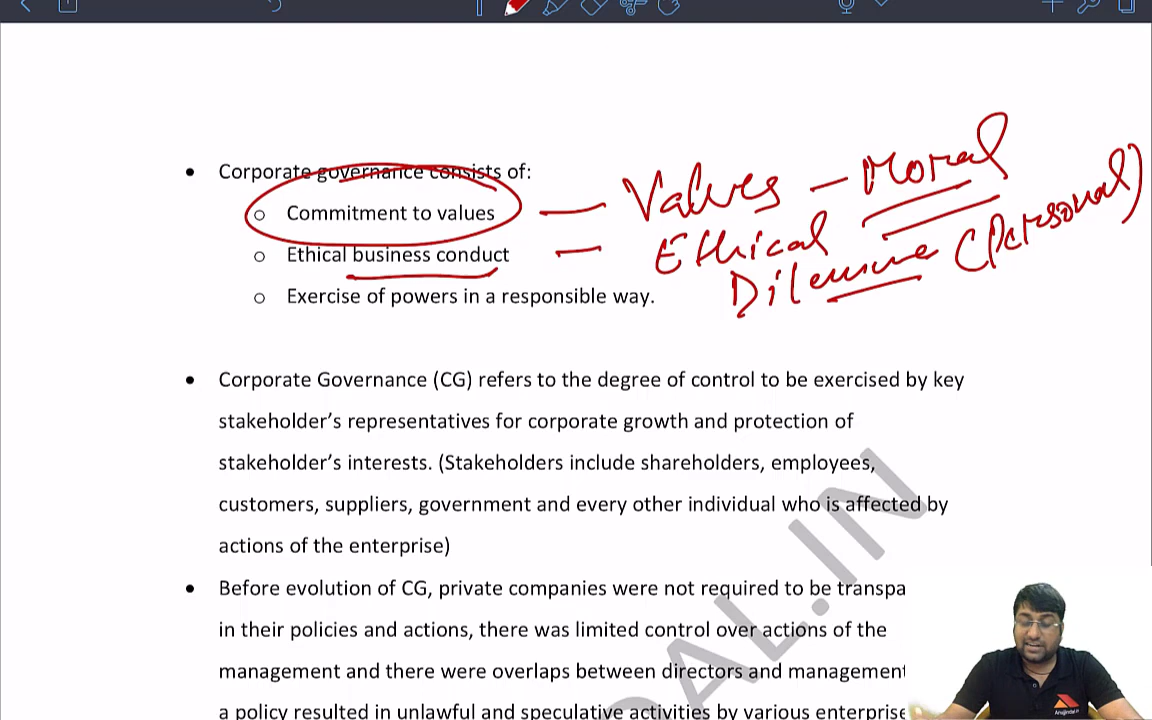 Corporate governance consists of:
Commitment to values — Values – Moral
Ethical business conduct — Ethical
Dilemma (Personal)
Exercise of powers in a responsible way.
Corporate Governance (CG) refers to the degree of control to be exercised by key
stakeholder’s representatives for corporate growth and protection of
stakeholder’s interests. (Stakeholders include shareholders, employees,
customers, suppliers, government and every other individual who is affected by
actions of the enterprise)
Before evolution of CG, private companies were not required to be transpa
in their policies and actions, there was limited control over actions of the
management and there were overlaps between directors and management
a policy resulted in unlawful and speculative activities by various enterprise
DAL.IN